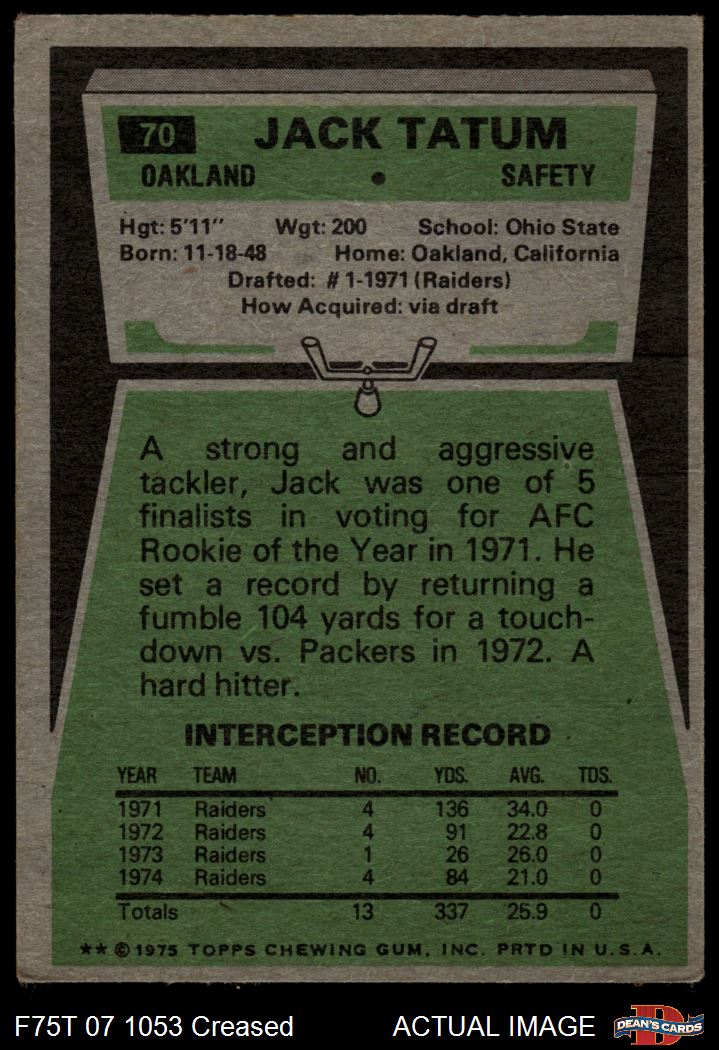 70 JACK TATUM
OAKLAND • SAFETY
Hgt: 5'11" Wgt: 200 School: Ohio State
Born: 11-18-48 Home: Oakland, California
Drafted: #1-1971 (Raiders)
How Acquired: via draft
A strong and aggressive
tackler, Jack was one of 5
finalists in voting for AFC
Rookie of the Year in 1971. He
set a record by returning a
fumble 104 yards for a touch-
down vs. Packers in 1972. A
hard hitter.
INTERCEPTION RECORD
YEAR TEAM NO. YDS. AVG. TDS.
1971 Raiders 4 136 34.0 0
1972 Raiders 4 91 22.8 0
1973 Raiders 1 26 26.0 0
1974 Raiders 4 84 21.0 0
Totals 13 337 25.9 0
** © 1975 TOPPS CHEWING GUM, INC. PRTD IN U.S.A.
F75T 07 1053 Creased ACTUAL IMAGE D DEAN'S CARDS